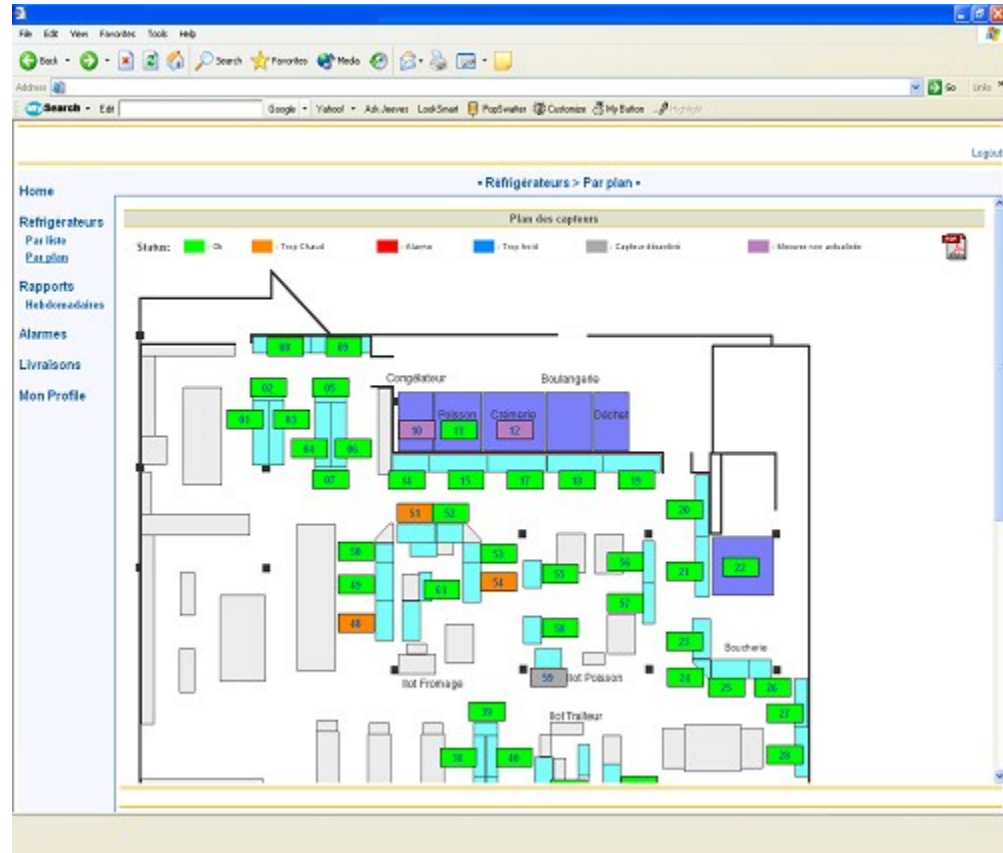 File Edit View Favorites Tools Help
Back Search Favorites Media
Address Go Links
Search Edit Google Yahoo! Ask Jeeves LookSmart PopSwatter Customize My Button Highlight
Logout
• Réfrigérateurs > Par plan •
Home
Réfrigérateurs
Par liste
Par plan
Rapports
Hebdomadaires
Alarmes
Livraisons
Mon Profile
Plan des capteurs
Status: - Ok - Trop Chaud - Alarme - Trop froid - Capteur désactivé - Mesures non actualisée
PDF
08 09
Congélateur Boulangerie
02 05
Poisson Crèmerie Déchet
01 03 10 11 12
04 06
07 14 15 17 18 19
51 52 20
50 53 56
49 61 54 55 21 22
48 57
58 23
Boucherie
Ilot Fromage 59 Ilot Poisson 24
25 26
39 Ilot Traiteur 27
38 40 28